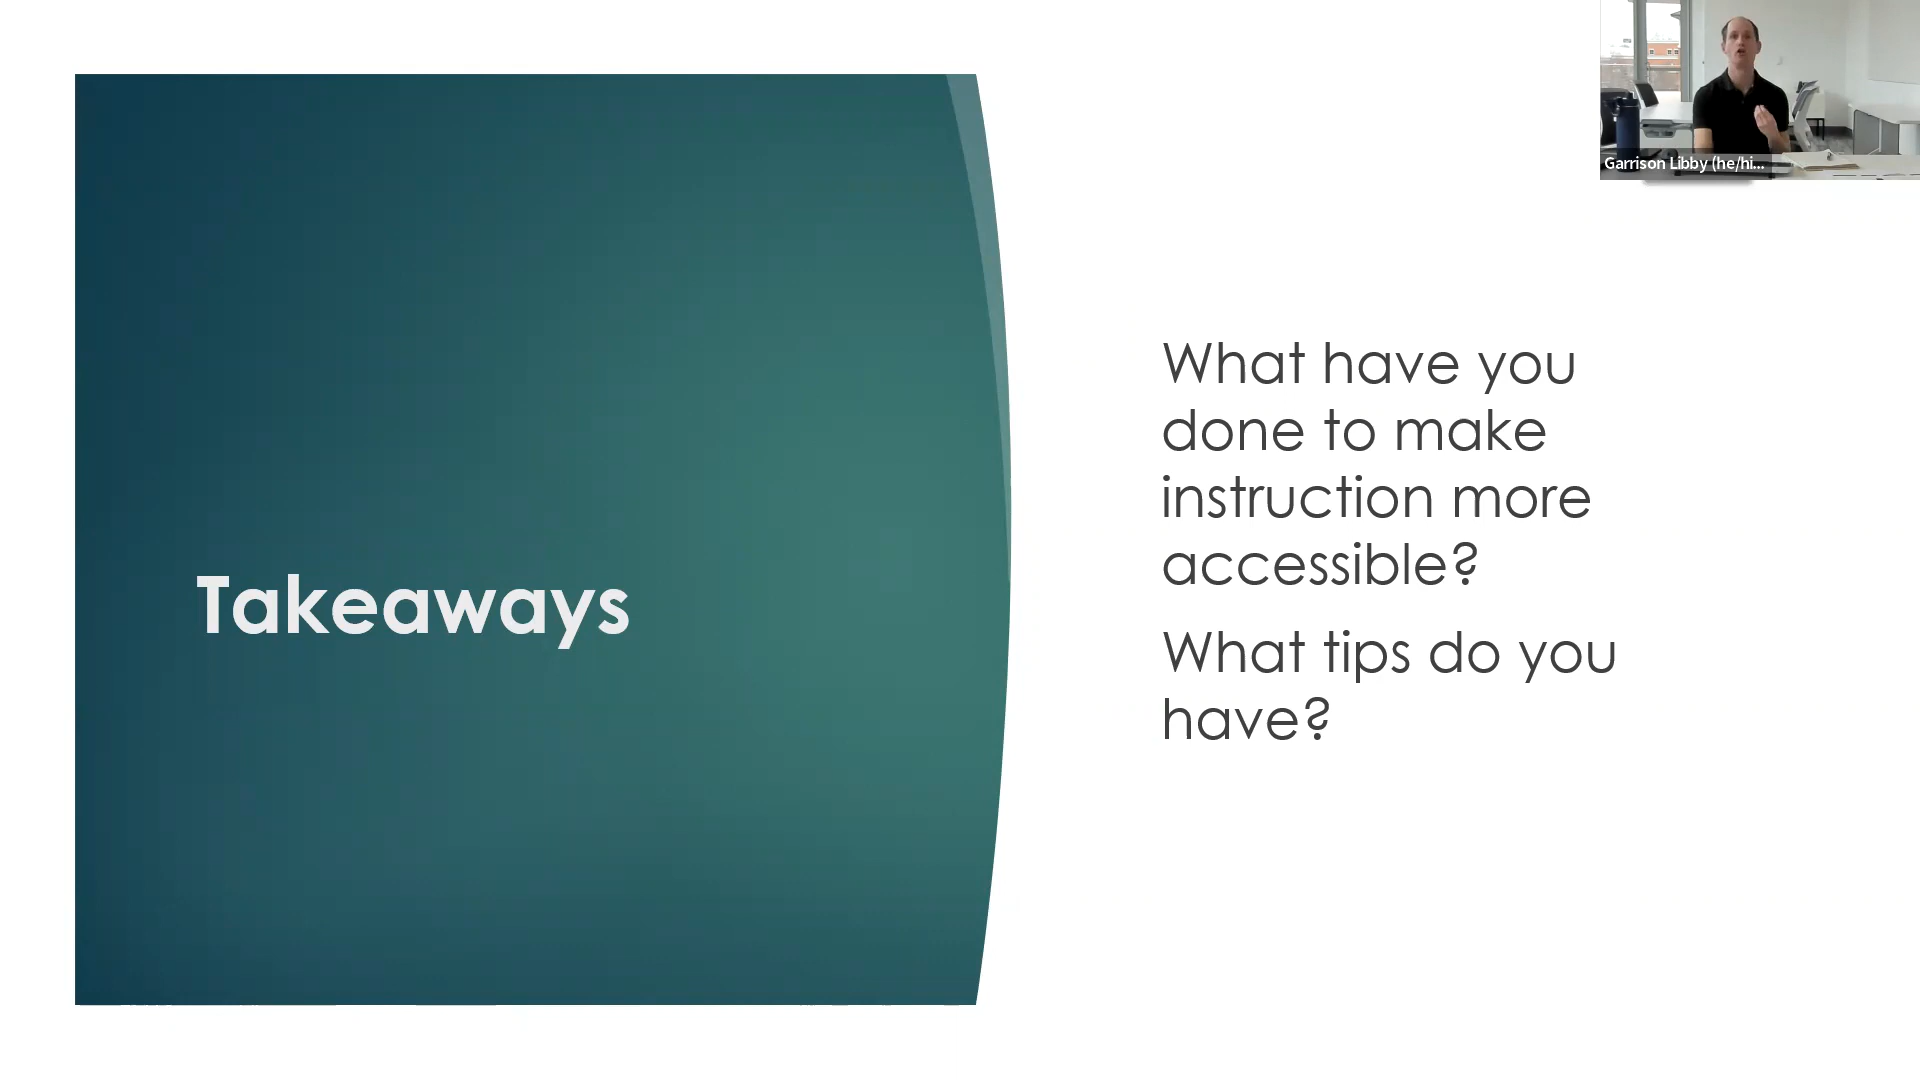 Garrison Libby (he/hi...
Takeaways
What have you
done to make
instruction more
accessible?
What tips do you
have?